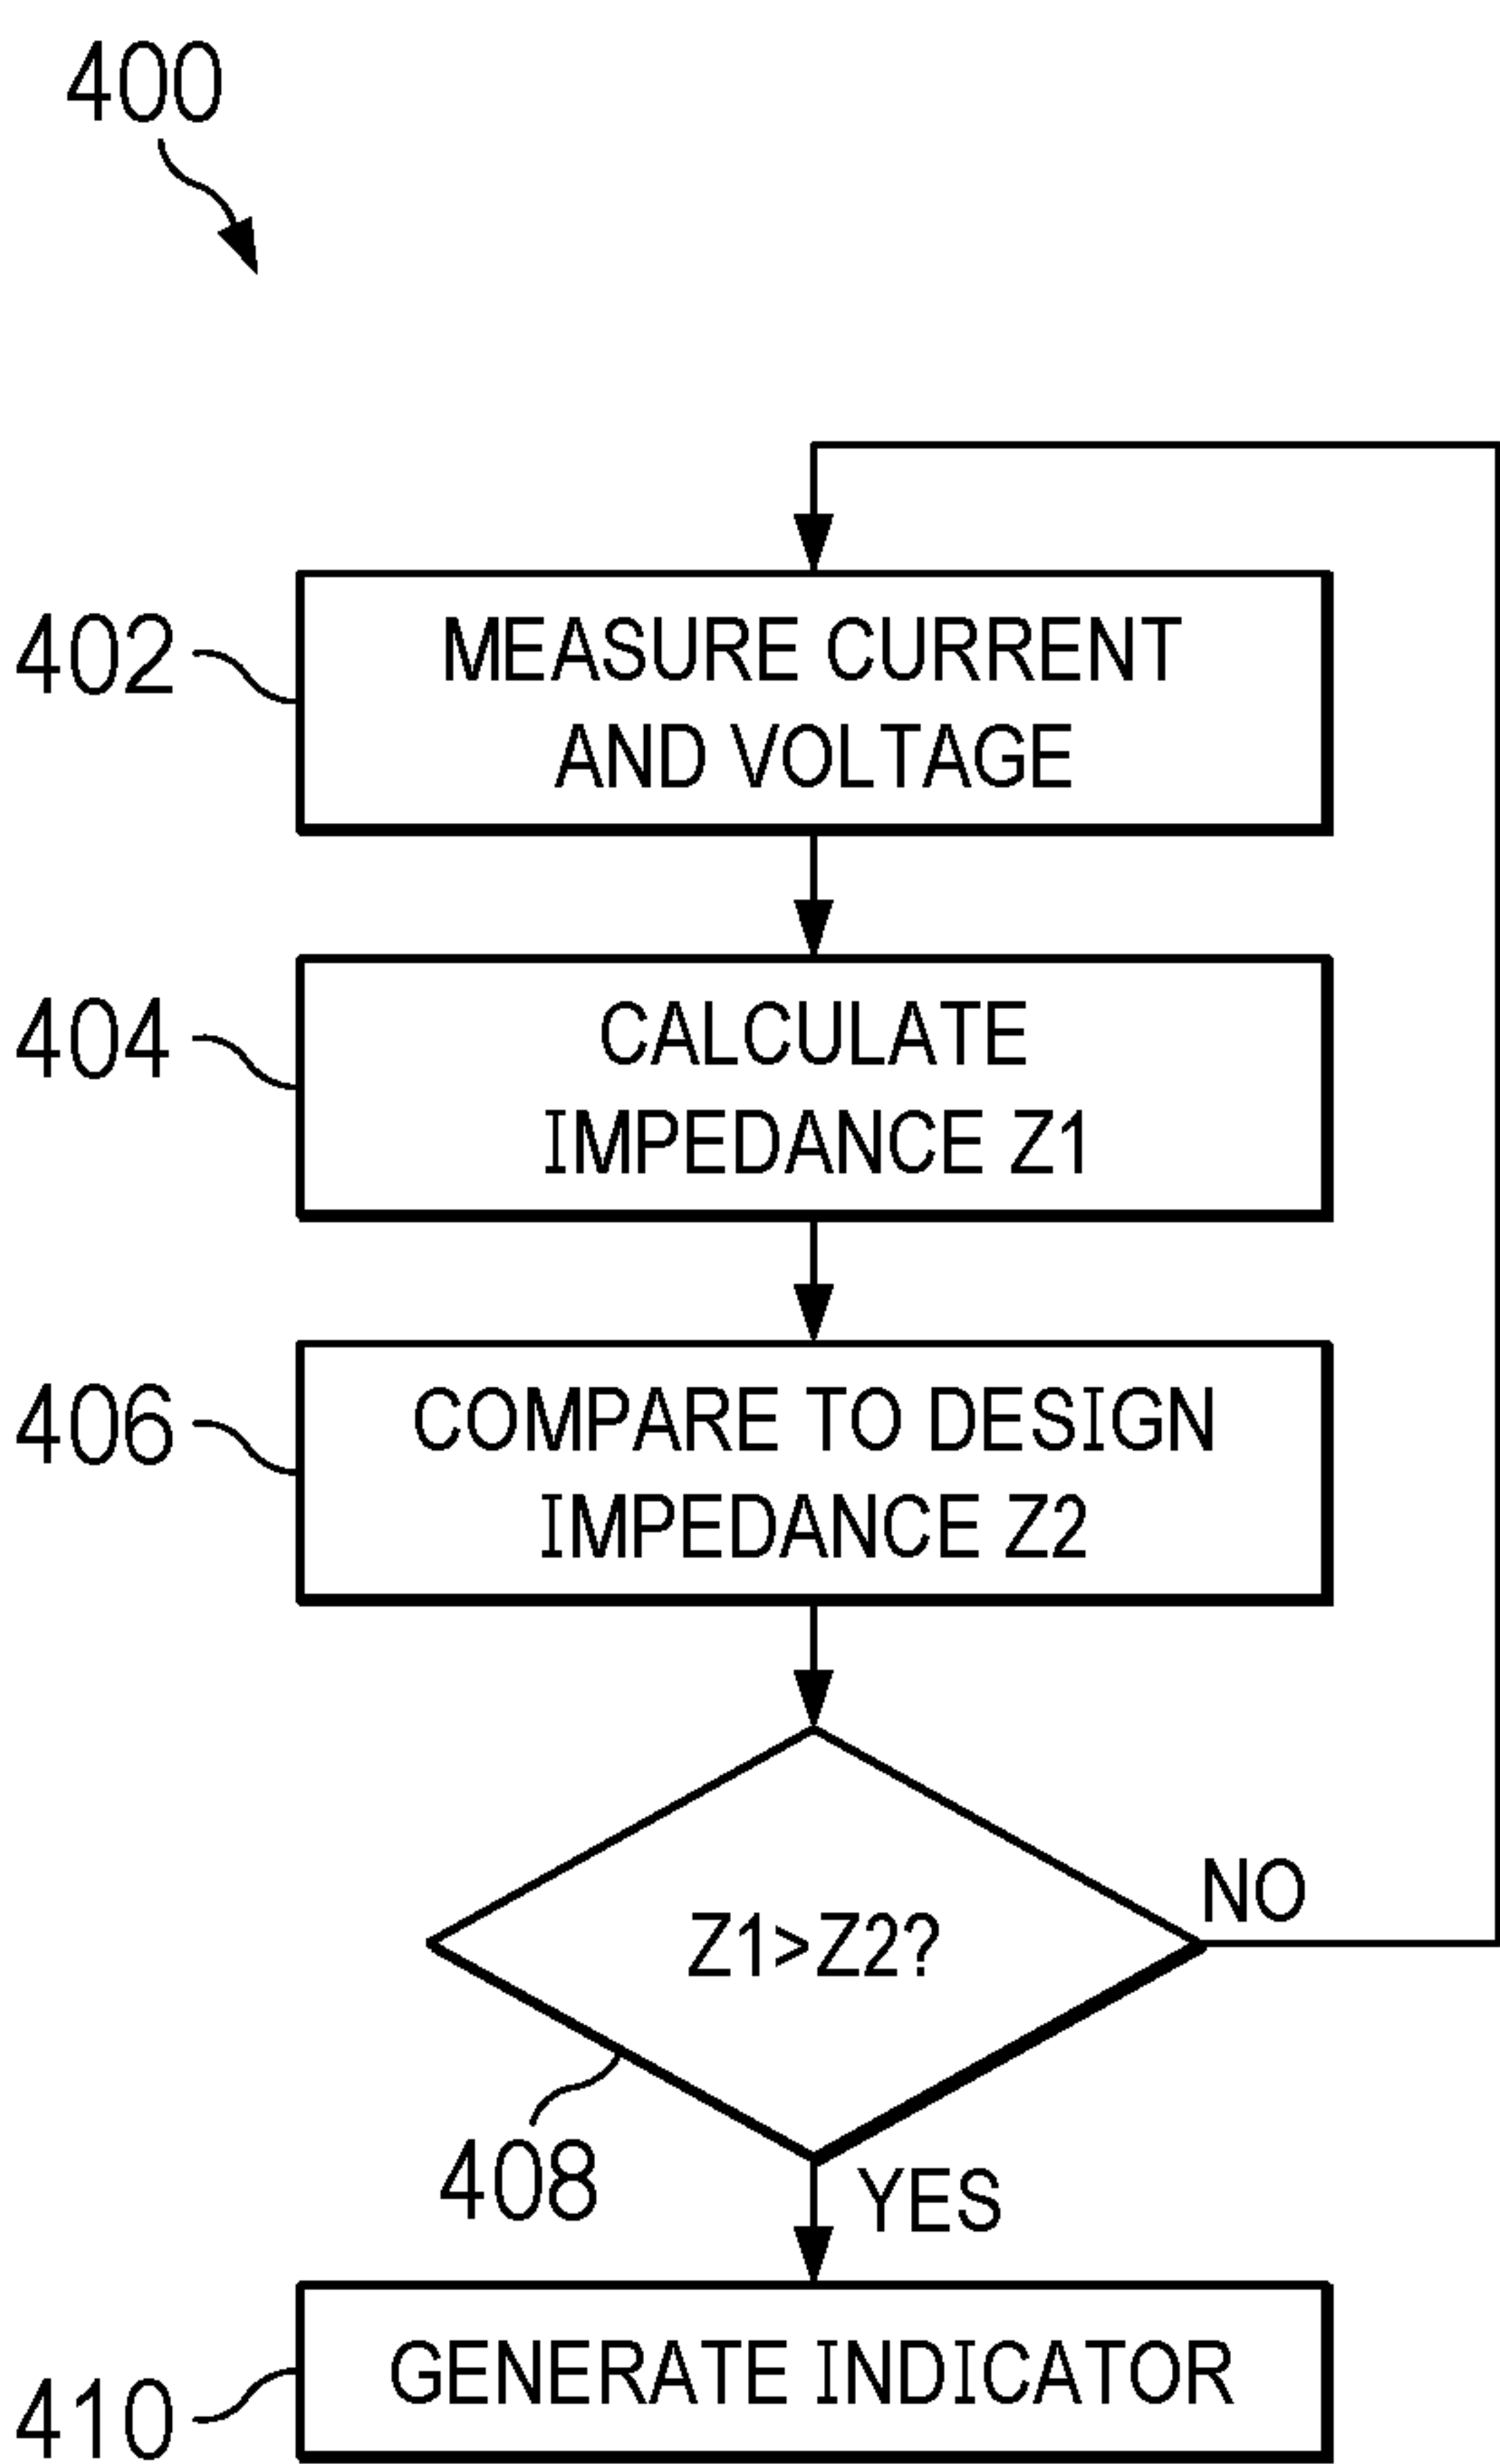 400
402
MEASURE CURRENT
AND VOLTAGE
404
CALCULATE
IMPEDANCE Z1
406
COMPARE TO DESIGN
IMPEDANCE Z2
Z1>Z2?
NO
408
YES
410
GENERATE INDICATOR